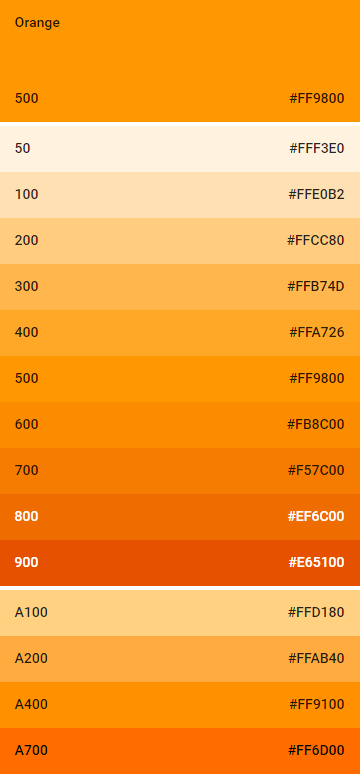 Orange
500 #FF9800
50 #FFF3E0
100 #FFE0B2
200 #FFCC80
300 #FFB74D
400 #FFA726
500 #FF9800
600 #FB8C00
700 #F57C00
800 #EF6C00
900 #E65100
A100 #FFD180
A200 #FFAB40
A400 #FF9100
A700 #FF6D00